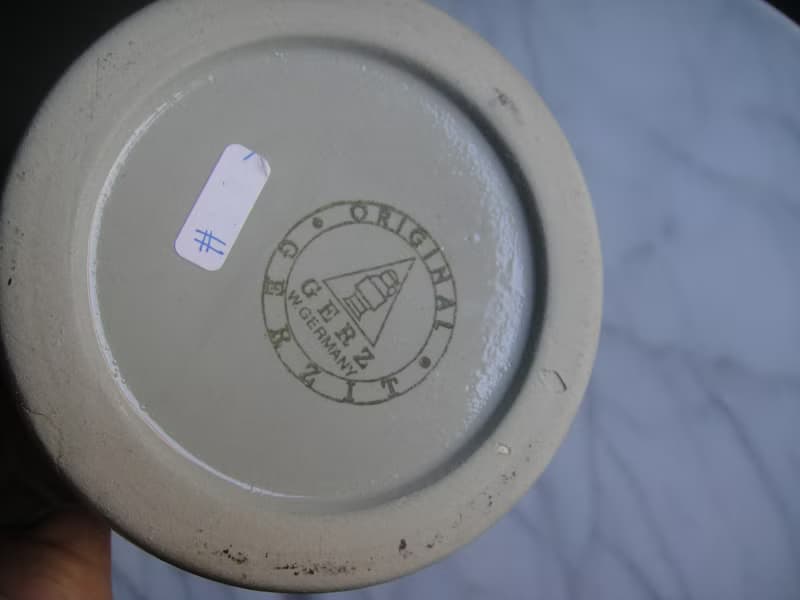 ORIGINAL
GERZIT
GERZ
W.GERMANY
#